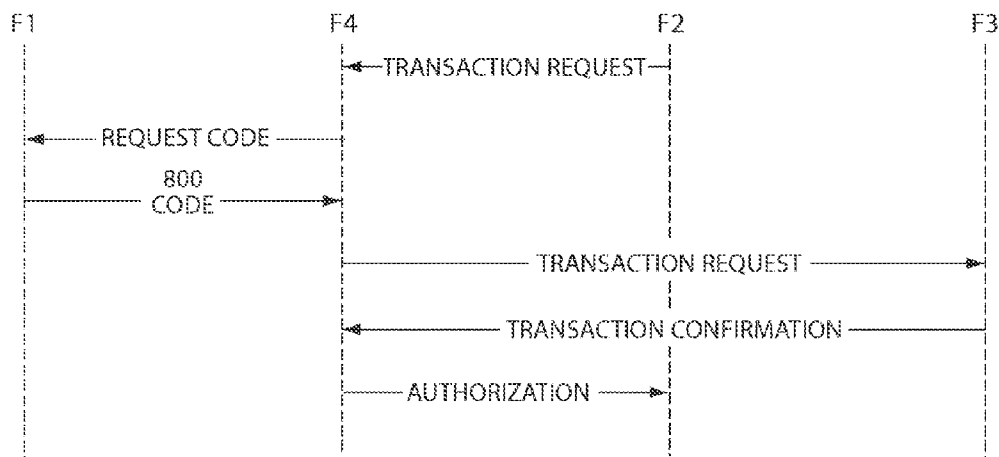 F1 F4 F2 F3
TRANSACTION REQUEST
REQUEST CODE
800
CODE
TRANSACTION REQUEST
TRANSACTION CONFIRMATION
AUTHORIZATION